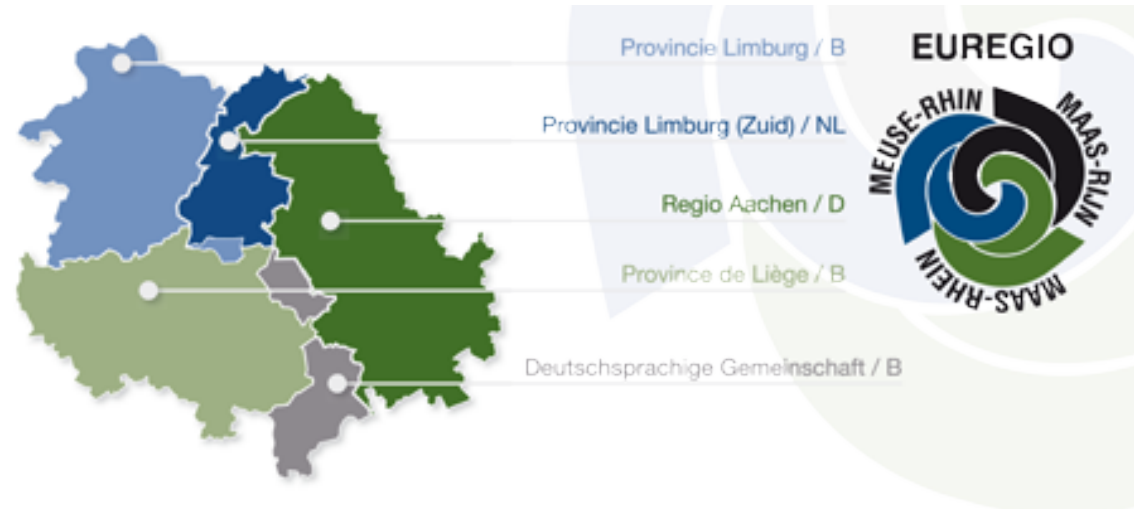 Provincie Limburg / B
Provincie Limburg (Zuid) / NL
Regio Aachen / D
Province de Liège / B
Deutschsprachige Gemeinschaft / B
EUREGIO
MEUSE-RHIN
MAAS-RIJN
MAAS-RHEIN